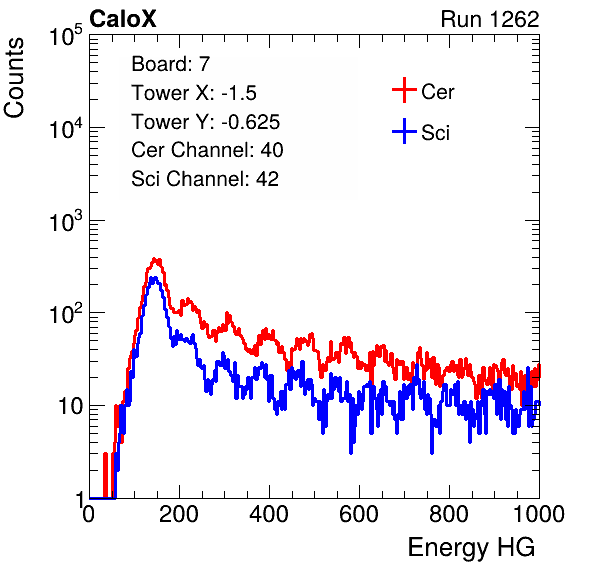 CaloX Run 1262
Counts
Board: 7
Tower X: -1.5
Tower Y: -0.625
Cer Channel: 40
Sci Channel: 42
Cer
Sci
10^5
10^4
10^3
10^2
10
1
0 200 400 600 800 1000
Energy HG